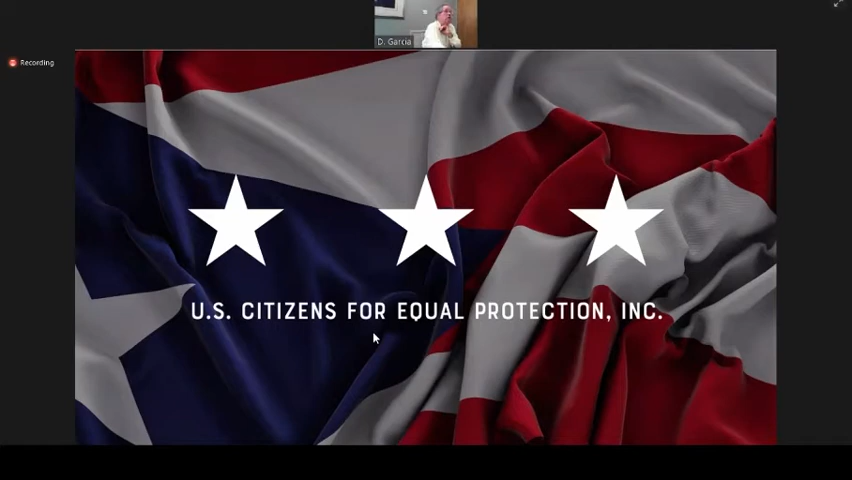 D. Garcia
Recording
U.S. CITIZENS FOR EQUAL PROTECTION, INC.